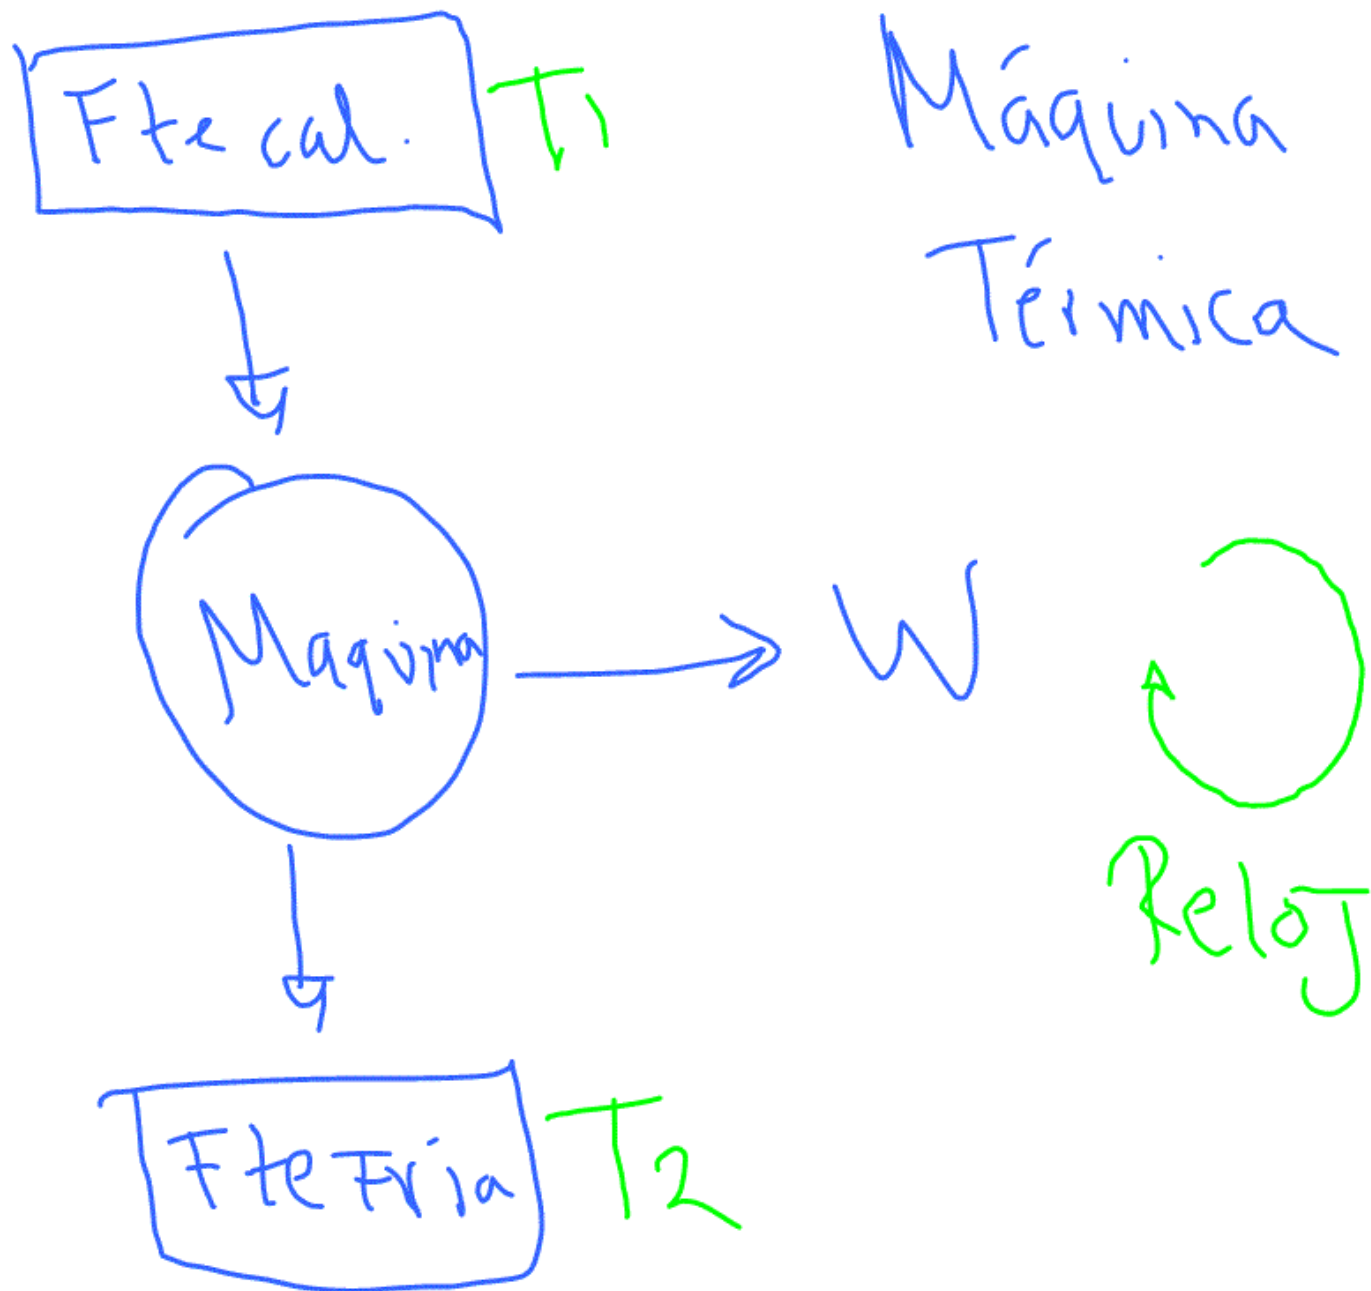 Fte cal. T1
Máquina
Térmica
Maquina
W
Reloj
Fte Fria T2